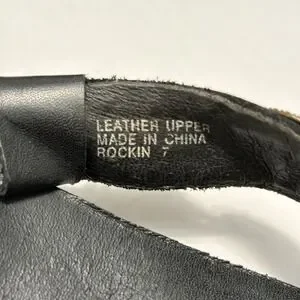 LEATHER UPPER
MADE IN CHINA
ROCKIN 7